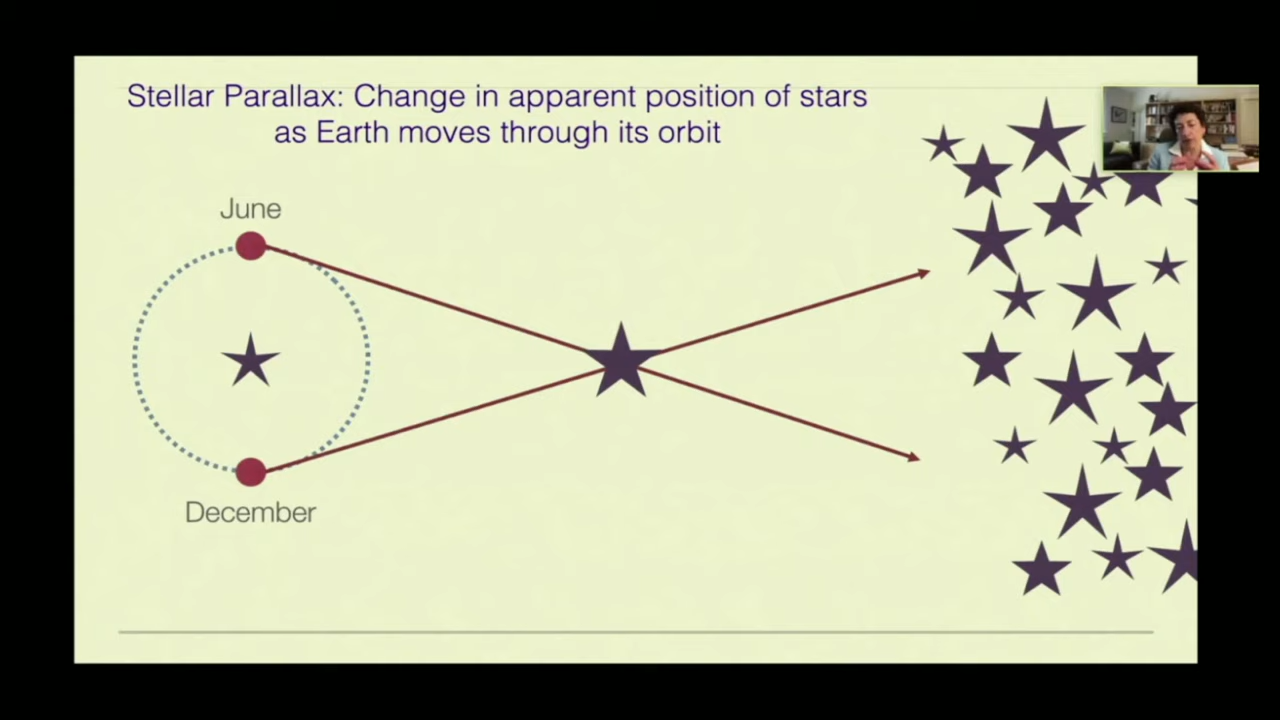 Stellar Parallax: Change in apparent position of stars
as Earth moves through its orbit
June
December